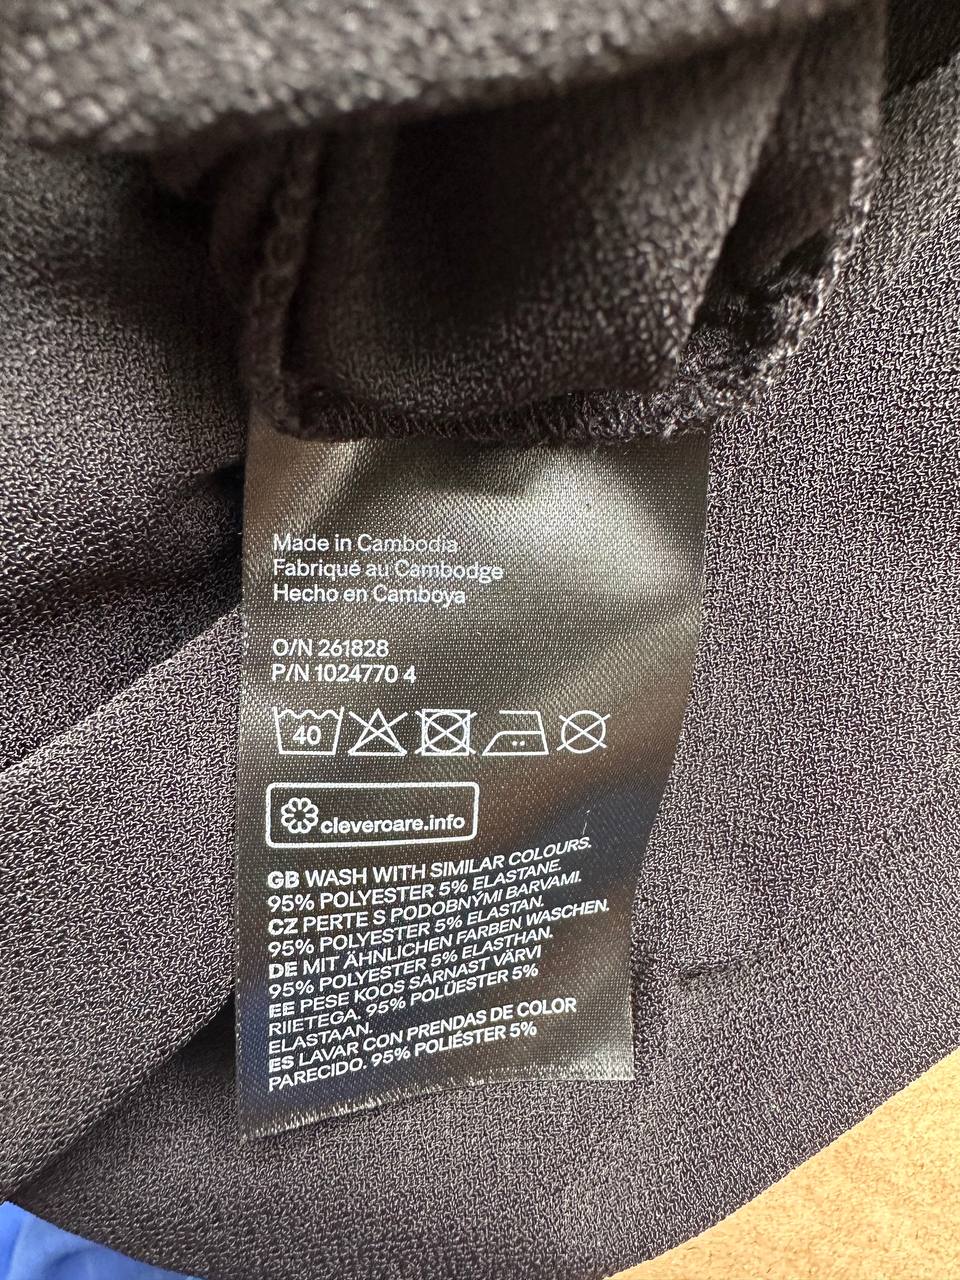 Made in Cambodia
Fabriqué au Cambodge
Hecho en Camboya
O/N 261828
P/N 1024770 4
40
clevercare.info
GB WASH WITH SIMILAR COLOURS.
95% POLYESTER 5% ELASTANE.
CZ PERTE S PODOBNÝMI BARVAMI.
95% POLYESTER 5% ELASTAN.
DE MIT ÄHNLICHEN FARBEN WASCHEN.
95% POLYESTER 5% ELASTHAN.
EE PESE KOOS SARNAST VÄRVI
RIIETEGA. 95% POLÜESTER 5%
ELASTAAN.
ES LAVAR CON PRENDAS DE COLOR
PARECIDO. 95% POLIÉSTER 5%